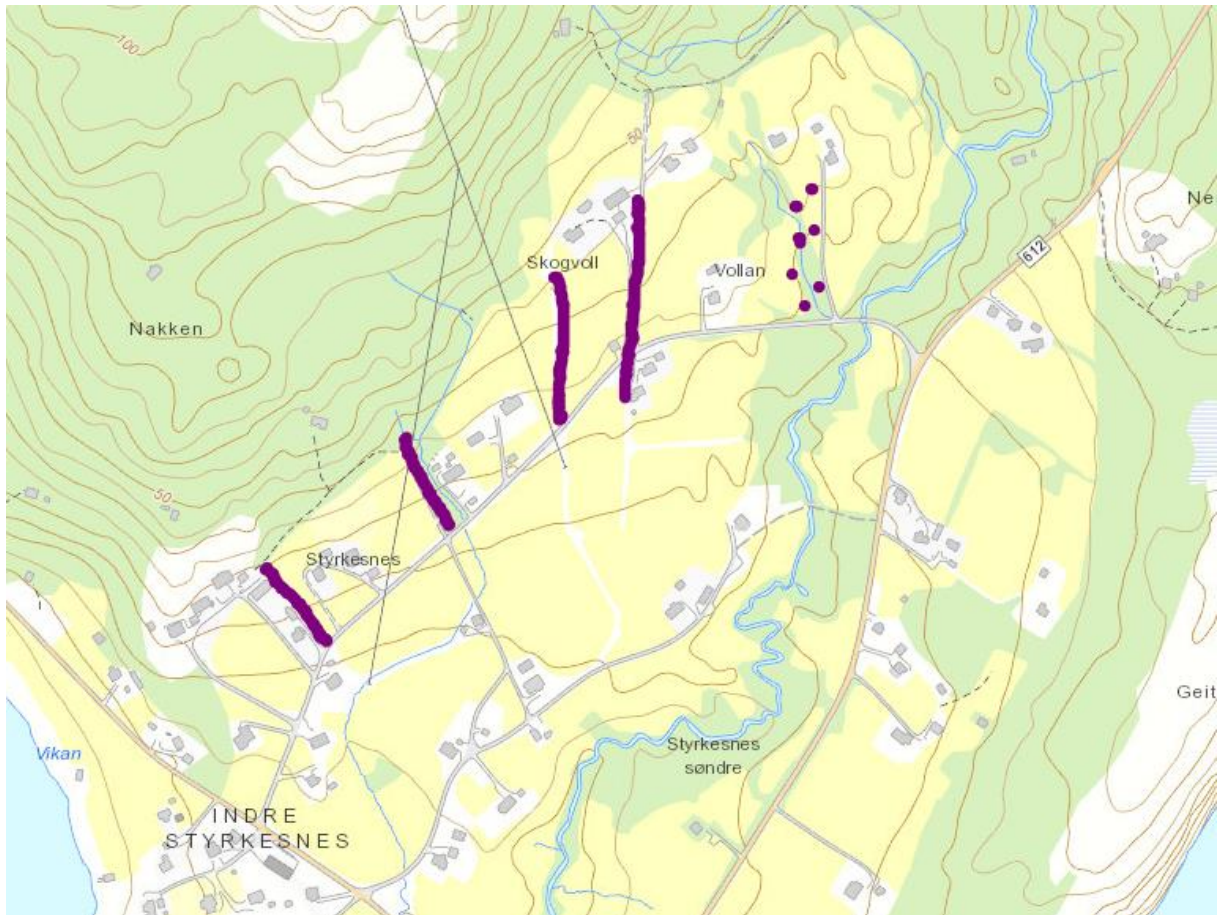 100
50
Ne
612
Skogvoll
Vollan
Nakken
50
Styrkesnes
Geit
Vikan
Styrkesnes
søndre
INDRE
STYRKESNES